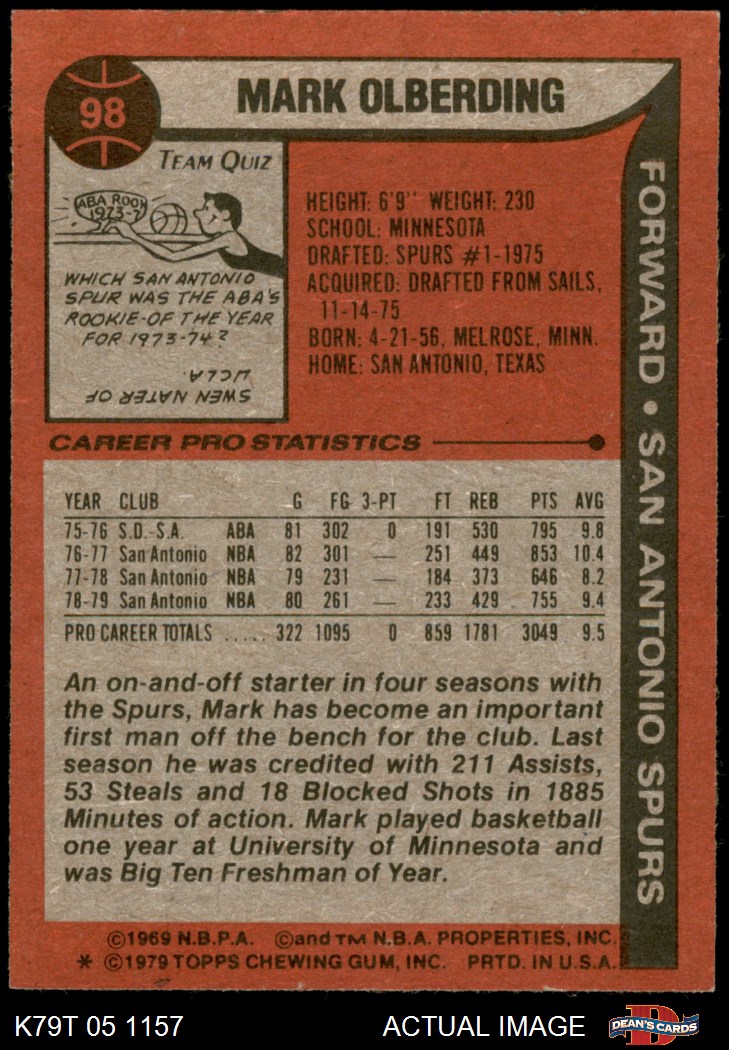 98
MARK OLBERDING
TEAM QUIZ
ABA ROOK
1973-7
WHICH SAN ANTONIO
SPUR WAS THE ABA'S
ROOKIE-OF THE YEAR
FOR 1973-74?
SWEN NATER OF
UCLA
HEIGHT: 6'9" WEIGHT: 230
SCHOOL: MINNESOTA
DRAFTED: SPURS #1-1975
ACQUIRED: DRAFTED FROM SAILS,
11-14-75
BORN: 4-21-56, MELROSE, MINN.
HOME: SAN ANTONIO, TEXAS
FORWARD • SAN ANTONIO SPURS
CAREER PRO STATISTICS
YEAR CLUB G FG 3-PT FT REB PTS AVG
75-76 S.D.-S.A. ABA 81 302 0 191 530 795 9.8
76-77 San Antonio NBA 82 301 — 251 449 853 10.4
77-78 San Antonio NBA 79 231 — 184 373 646 8.2
78-79 San Antonio NBA 80 261 — 233 429 755 9.4
PRO CAREER TOTALS ..... 322 1095 0 859 1781 3049 9.5
An on-and-off starter in four seasons with
the Spurs, Mark has become an important
first man off the bench for the club. Last
season he was credited with 211 Assists,
53 Steals and 18 Blocked Shots in 1885
Minutes of action. Mark played basketball
one year at University of Minnesota and
was Big Ten Freshman of Year.
©1969 N.B.P.A. ©and TM N.B.A. PROPERTIES, INC.
* ©1979 TOPPS CHEWING GUM, INC. PRTD. IN U.S.A.
K79T 05 1157 ACTUAL IMAGE
DEAN'S CARDS